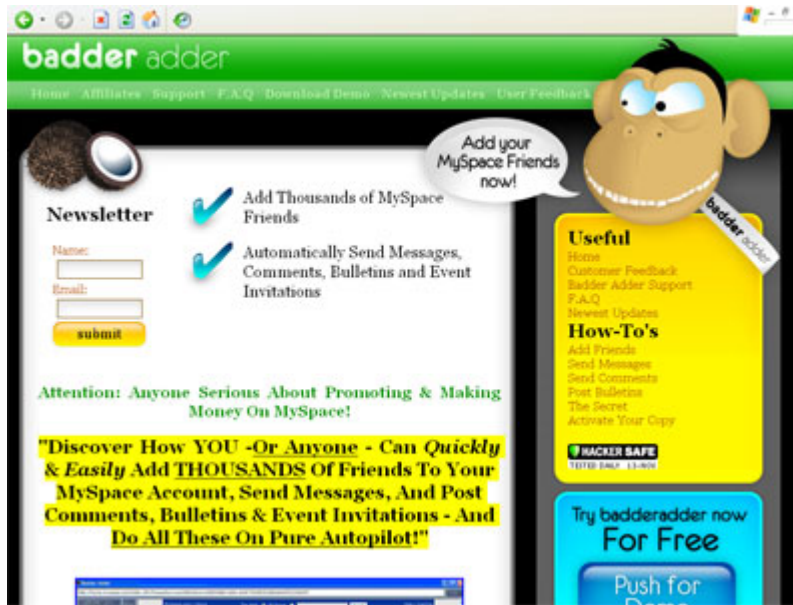 badder adder
Home Affiliates Support F.A.Q Download Demo Newest Updates User Feedback
Add your
MySpace Friends
now!
badder adder
Newsletter
Name:
Email:
submit
Add Thousands of MySpace
Friends
Automatically Send Messages,
Comments, Bulletins and Event
Invitations
Attention: Anyone Serious About Promoting & Making
Money On MySpace!
"Discover How YOU -Or Anyone - Can Quickly
& Easily Add THOUSANDS Of Friends To Your
MySpace Account, Send Messages, And Post
Comments, Bulletins & Event Invitations - And
Do All These On Pure Autopilot!"
Useful
Home
Customer Feedback
Badder Adder Support
F.A.Q
Newest Updates
How-To's
Add Friends
Send Messages
Send Comments
Post Bulletins
The Secret
Activate Your Copy
HACKER SAFE
TESTED DAILY 13-NOV
Try badderadder now
For Free
Push for
Demo